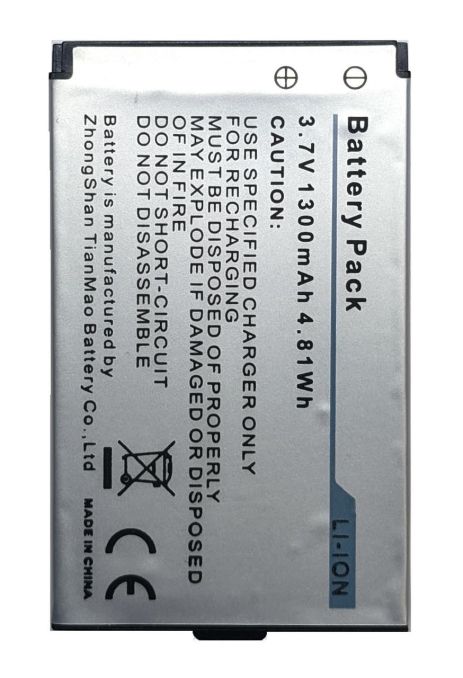 Battery Pack
LI-ION
3.7V 1300mAh 4.81Wh
CAUTION:
USE SPECIFIED CHARGER ONLY
FOR RECHARGING
MUST BE DISPOSED OF PROPERLY
MAY EXPLODE IF DAMAGED OR DISPOSED
OF IN FIRE
DO NOT SHORT-CIRCUIT
DO NOT DISASSEMBLE
Battery is manufactured by
ZhongShan TianMao Battery Co.,Ltd
CE
MADE IN CHINA